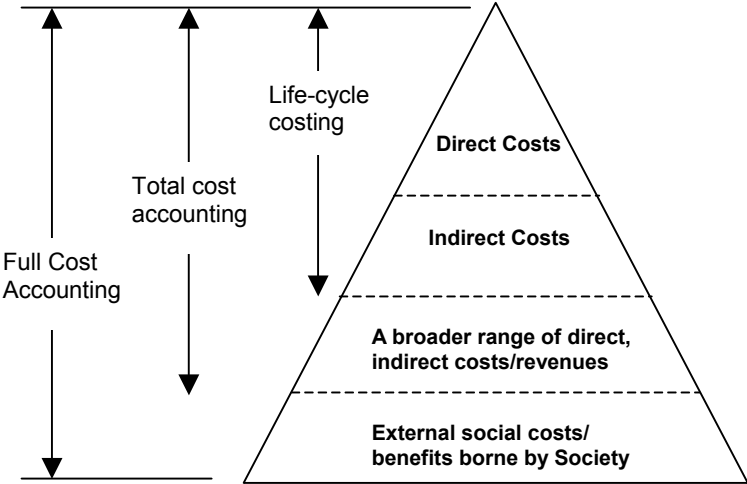 Life-cycle
costing
Direct Costs
Total cost
accounting
Indirect Costs
Full Cost
Accounting
A broader range of direct,
indirect costs/revenues
External social costs/
benefits borne by Society